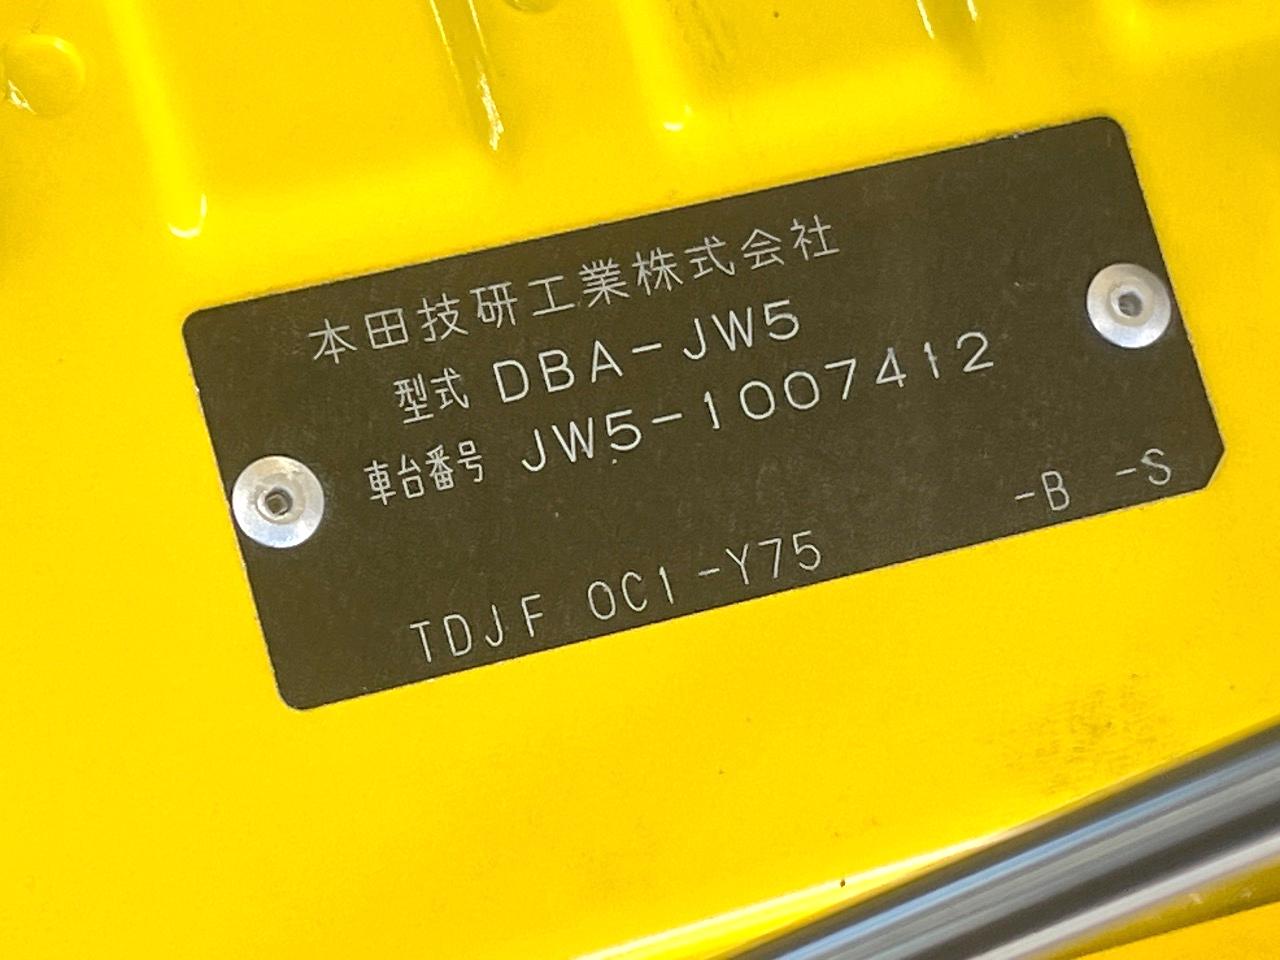 本田技研工業株式会社
型式 DBA-JW5
車台番号 JW5-1007412
-B -S
TDJF 0C1 -Y75